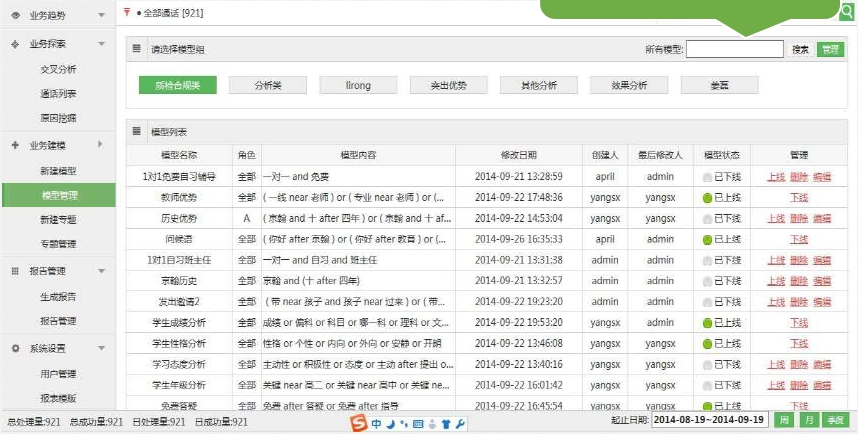 业务趋势
全部通话 [921]
业务探索
交叉分析
通话列表
原因挖掘
业务建模
新建模型
模型管理
新建专题
专题管理
报告管理
生成报告
报告管理
系统设置
用户管理
报表模版
请选择模型组
所有模型:
搜索 管理
质检合规类 分析类 lirong 突出优势 其他分析 效果分析 姜磊
模型列表
模型名称 角色 模型内容 修改日期 创建人 最后修改人 模型状态 管理
1对1免费自习辅导 全部 一对一 and 免费 2014-09-21 13:28:59 april admin 已下线 上线 删除 编辑
教师优势 全部 ( 一线 near 老师 ) or ( 专业 near 老师 ) or (... 2014-09-22 17:48:36 yangsx yangsx 已上线 下线
历史优势 A ( 京翰 and 十 after 四年 ) or ( 京翰 and 十 af... 2014-09-22 14:53:04 yangsx yangsx 已下线 上线 删除 编辑
问候语 全部 ( 你好 after 京翰 ) or ( 你好 after 教育 ) or (... 2014-09-26 16:35:33 april admin 已上线 下线
1对1自习班主任 全部 一对一 and 自习 and 班主任 2014-09-21 13:31:38 admin admin 已下线 上线 删除 编辑
京翰历史 全部 京翰 and (十 after 四年) 2014-09-21 13:32:57 admin admin 已下线 上线 删除 编辑
发出邀请2 全部 ( 带 near 孩子 and 孩子 near 过来 ) or ( 带... 2014-09-22 19:23:20 admin admin 已下线 上线 删除 编辑
学生成绩分析 全部 成绩 or 偏科 or 科目 or 哪一科 or 理科 or 文... 2014-09-22 19:53:20 yangsx admin 已上线 下线
学生性格分析 全部 性格 or 个性 or 内向 or 外向 or 安静 or 开朗 2014-09-22 13:46:08 yangsx yangsx 已上线 下线
学习态度分析 全部 主动性 or 积极性 or 态度 or 主动 after 提出 o... 2014-09-22 13:40:16 yangsx yangsx 已下线 上线 删除 编辑
学生年级分析 全部 关键 near 高二 or 关键 near 高中 or 关键 ne... 2014-09-22 16:01:42 yangsx yangsx 已下线 上线 删除 编辑
免费答疑 全部 免费 after 答疑 or 免费 after 指导 2014-09-22 16:45:54 yangsx yangsx 已上线 下线
总处理量:921 总成功量:921 日处理量:921 日成功量:921
中
起止日期: 2014-08-19~2014-09-19 周 月 季度